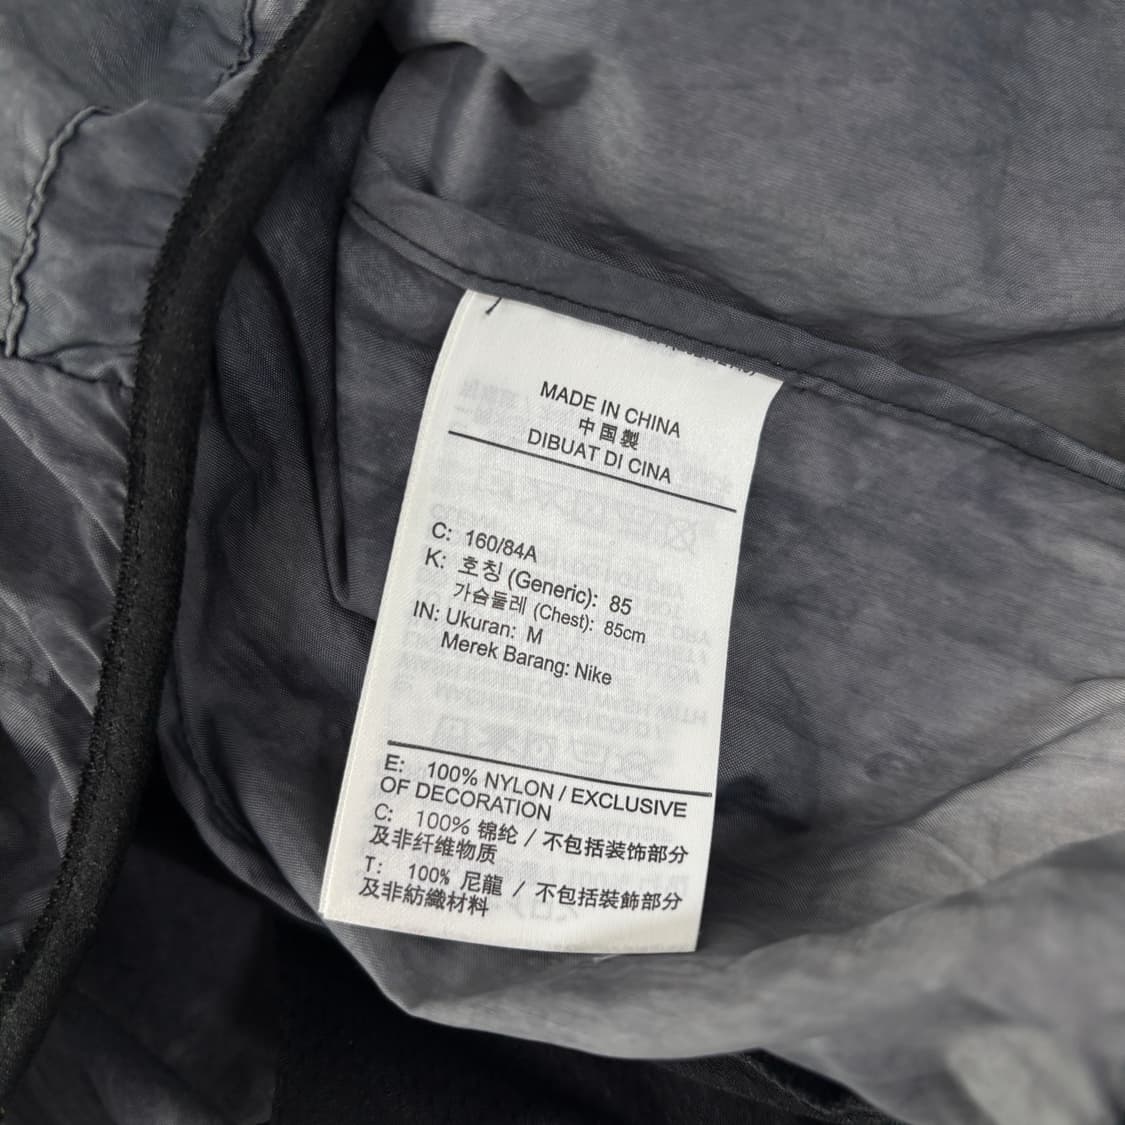 MADE IN CHINA
中国製
DIBUAT DI CINA
C: 160/84A
K: 호칭 (Generic): 85
가슴둘레 (Chest): 85cm
IN: Ukuran: M
Merek Barang: Nike
E: 100% NYLON / EXCLUSIVE
OF DECORATION
C: 100% 锦纶 / 不包括装饰部分
及非纤维物质
T: 100% 尼龍 / 不包括裝飾部分
及非紡織材料